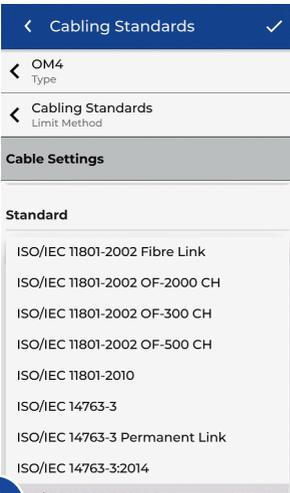 Cabling Standards
OM4
Type
Cabling Standards
Limit Method
Cable Settings
Standard
ISO/IEC 11801-2002 Fibre Link
ISO/IEC 11801-2002 OF-2000 CH
ISO/IEC 11801-2002 OF-300 CH
ISO/IEC 11801-2002 OF-500 CH
ISO/IEC 11801-2010
ISO/IEC 14763-3
ISO/IEC 14763-3 Permanent Link
ISO/IEC 14763-3:2014